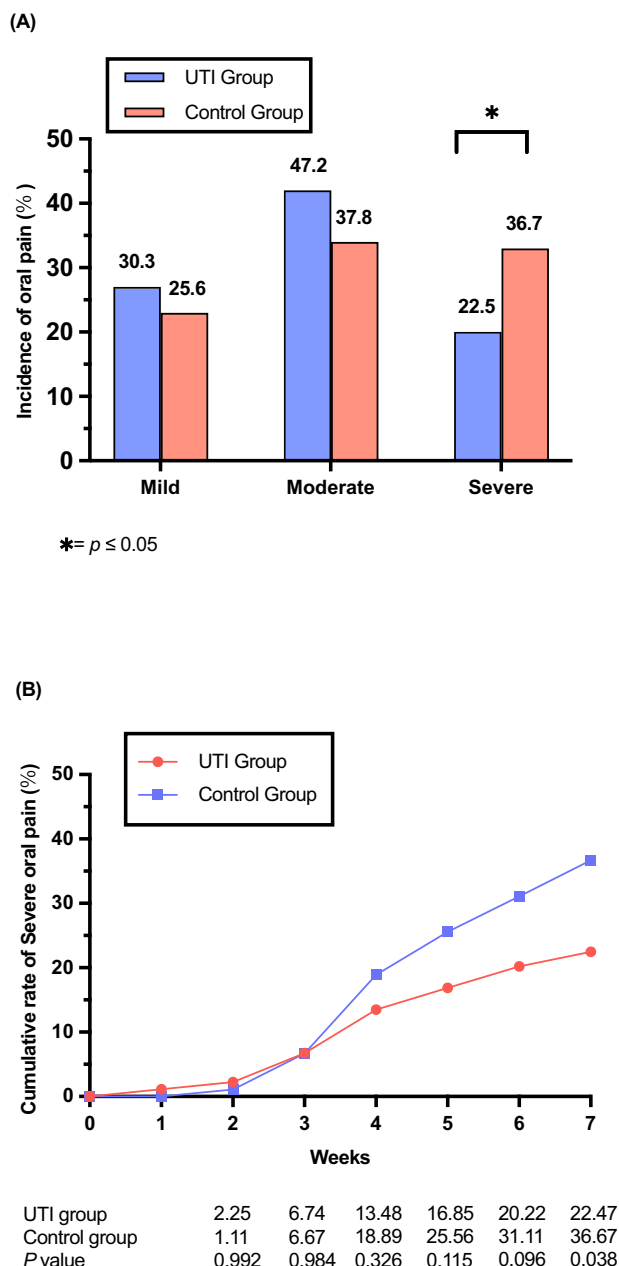 (A)
UTI Group
Control Group
Incidence of oral pain (%)
50
40
30
20
10
0
30.3
25.6
47.2
37.8
22.5
36.7
*
Mild Moderate Severe
*= p ≤ 0.05
(B)
UTI Group
Control Group
Cumulative rate of Severe oral pain (%)
50
40
30
20
10
0
0 1 2 3 4 5 6 7
Weeks
UTI group 2.25 6.74 13.48 16.85 20.22 22.47
Control group 1.11 6.67 18.89 25.56 31.11 36.67
P value 0.992 0.984 0.326 0.115 0.096 0.038